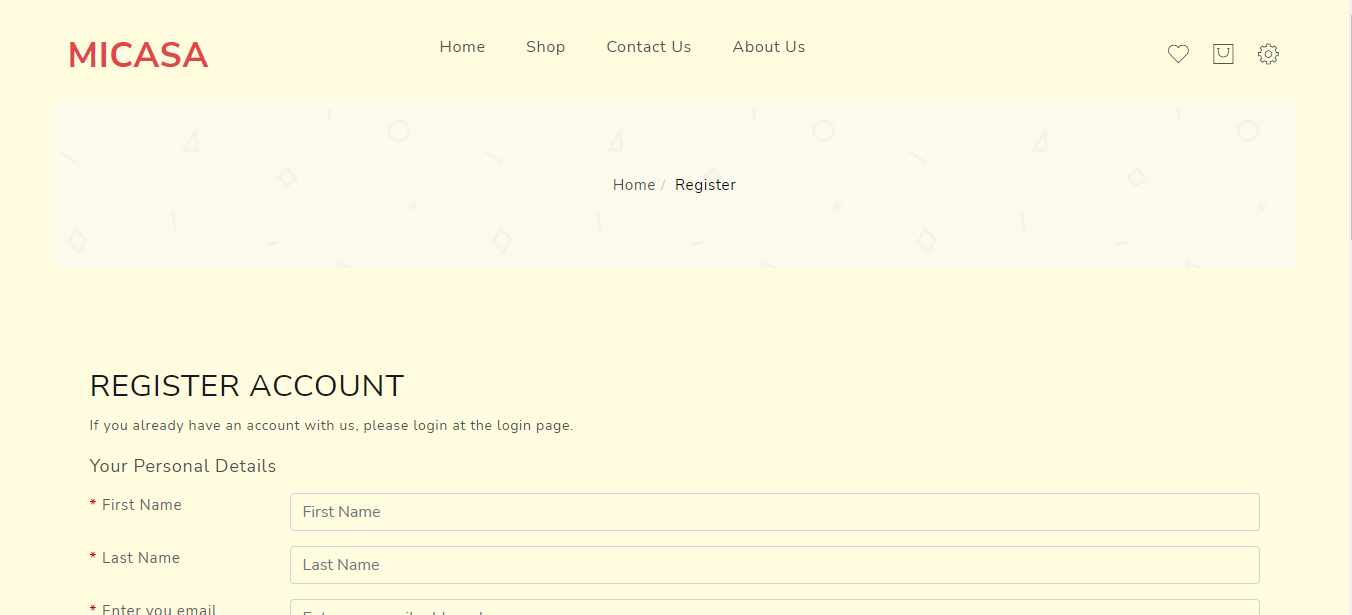 MICASA
Home Shop Contact Us About Us
Home / Register
REGISTER ACCOUNT
If you already have an account with us, please login at the login page.
Your Personal Details
* First Name
First Name
* Last Name
Last Name
* Enter you email